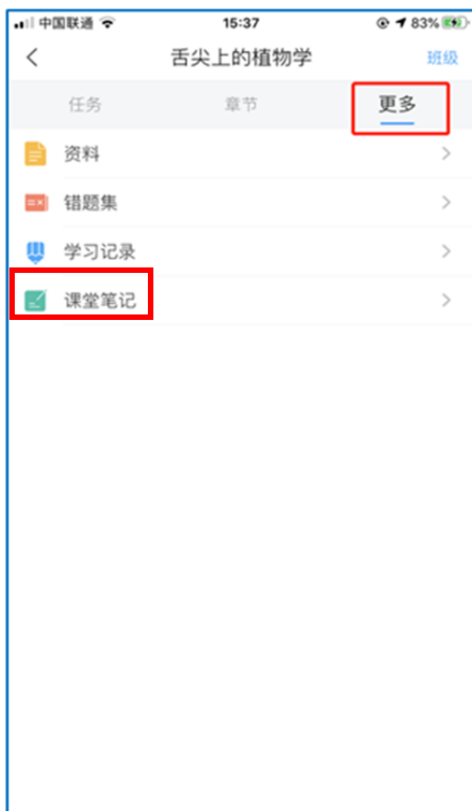 中国联通 15:37 83%
舌尖上的植物学 班级
任务 章节 更多
资料
错题集
学习记录
课堂笔记